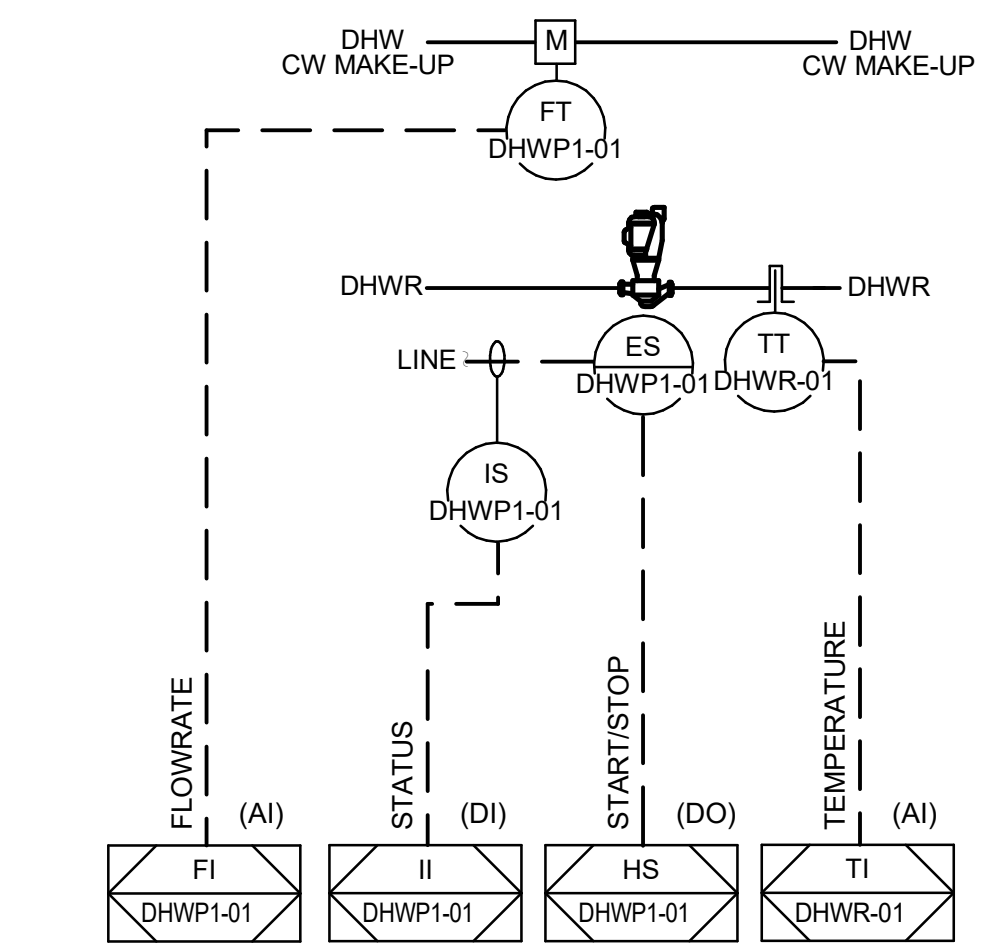 DHW
CW MAKE-UP
M
DHW
CW MAKE-UP
FT
DHWP1-01
DHWR
DHWR
LINE
ES
DHWP1-01
TT
DHWR-01
IS
DHWP1-01
FLOWRATE
STATUS
START/STOP
TEMPERATURE
(AI)
(DI)
(DO)
(AI)
FI
DHWP1-01
II
DHWP1-01
HS
DHWP1-01
TI
DHWR-01